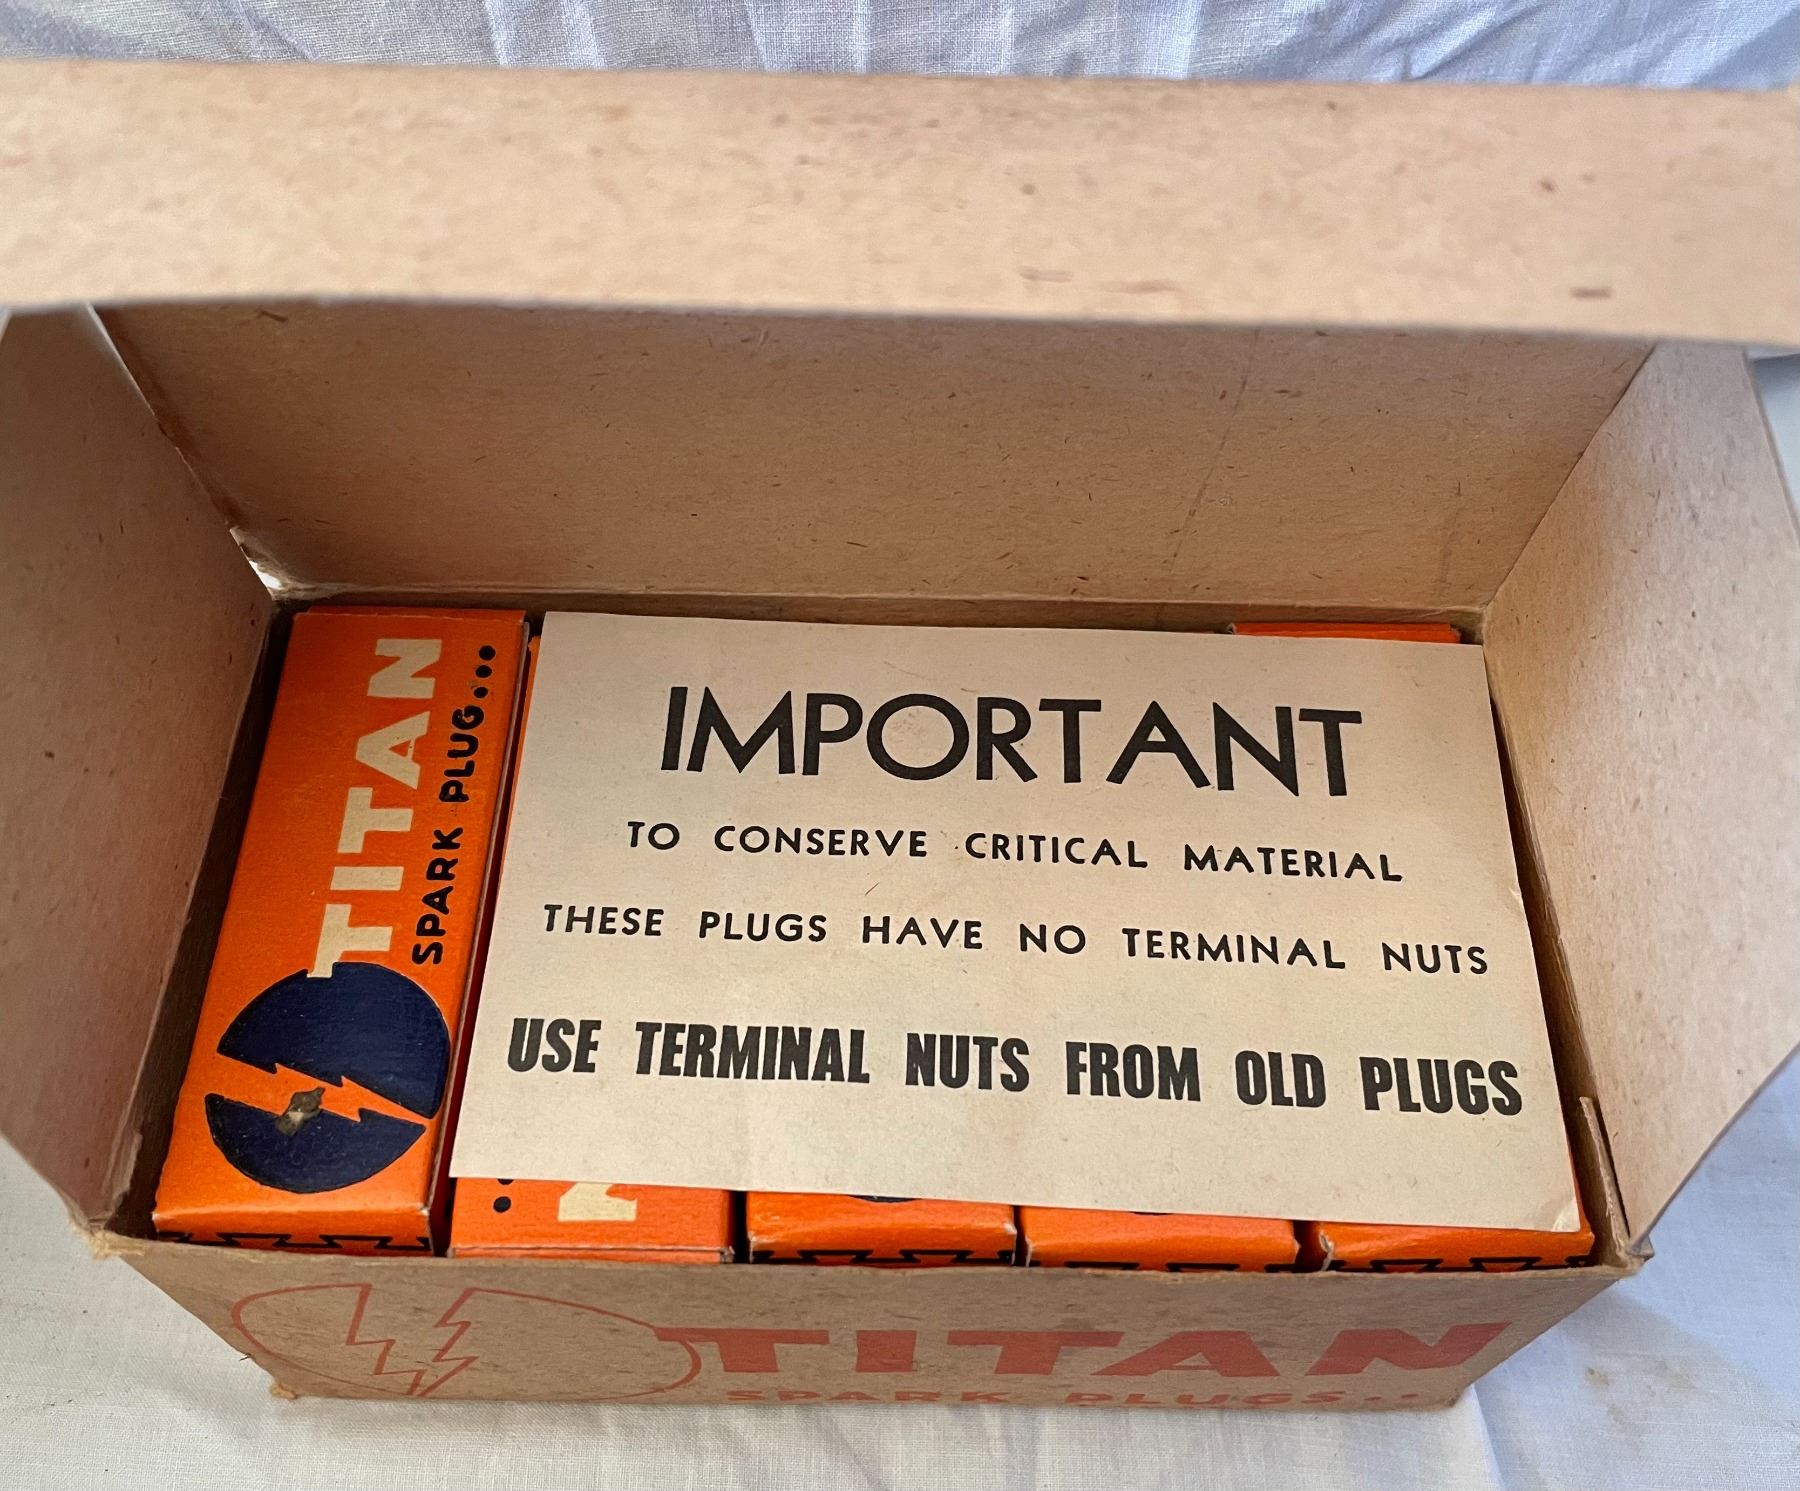 TITAN
SPARK PLUG...
IMPORTANT
TO CONSERVE CRITICAL MATERIAL
THESE PLUGS HAVE NO TERMINAL NUTS
USE TERMINAL NUTS FROM OLD PLUGS
TITAN
SPARK PLUGS...